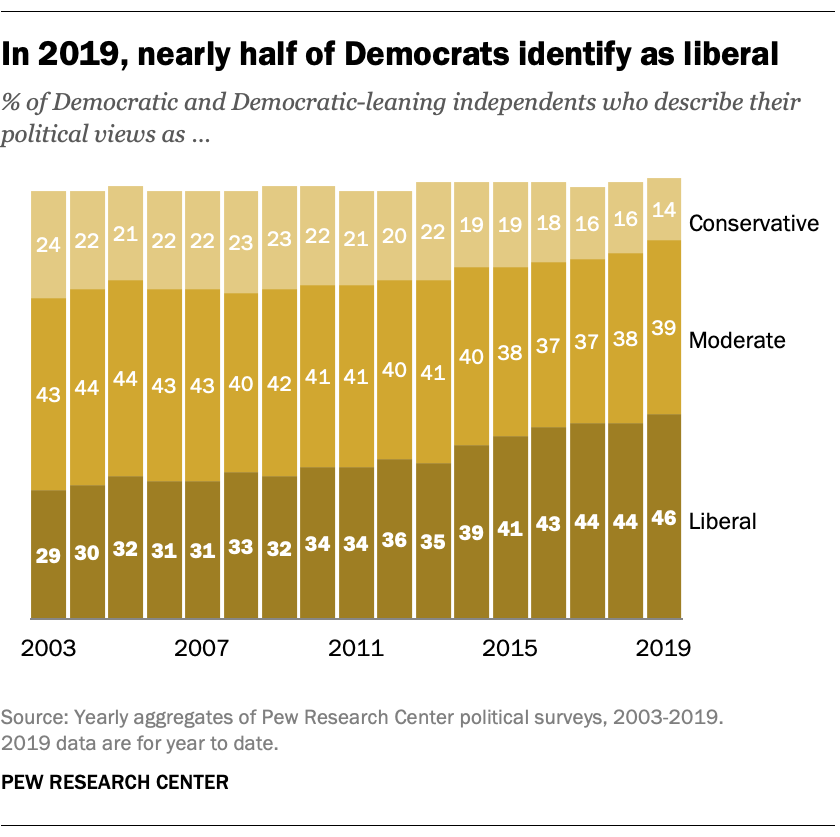 In 2019, nearly half of Democrats identify as liberal
% of Democratic and Democratic-leaning independents who describe their
political views as ...
24 22 21 22 22 23 23 22 21 20 22 19 19 18 16 16 14 Conservative
43 44 44 43 43 40 42 41 41 40 41 40 38 37 37 38 39 Moderate
29 30 32 31 31 33 32 34 34 36 35 39 41 43 44 44 46 Liberal
2003 2007 2011 2015 2019
Source: Yearly aggregates of Pew Research Center political surveys, 2003-2019.
2019 data are for year to date.
PEW RESEARCH CENTER